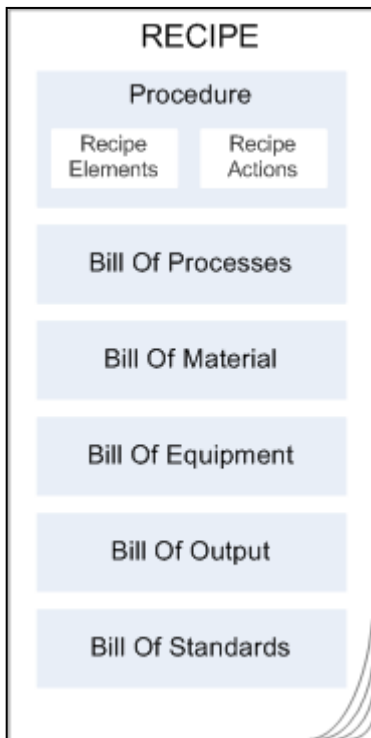 RECIPE
Procedure
Recipe
Elements
Recipe
Actions
Bill Of Processes
Bill Of Material
Bill Of Equipment
Bill Of Output
Bill Of Standards